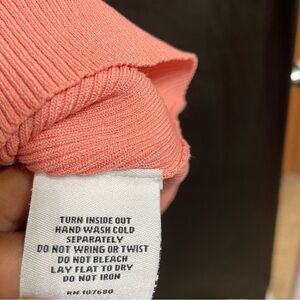 TURN INSIDE OUT
HAND WASH COLD
SEPARATELY
DO NOT WRING OR TWIST
DO NOT BLEACH
LAY FLAT TO DRY
DO NOT IRON
RN 107680